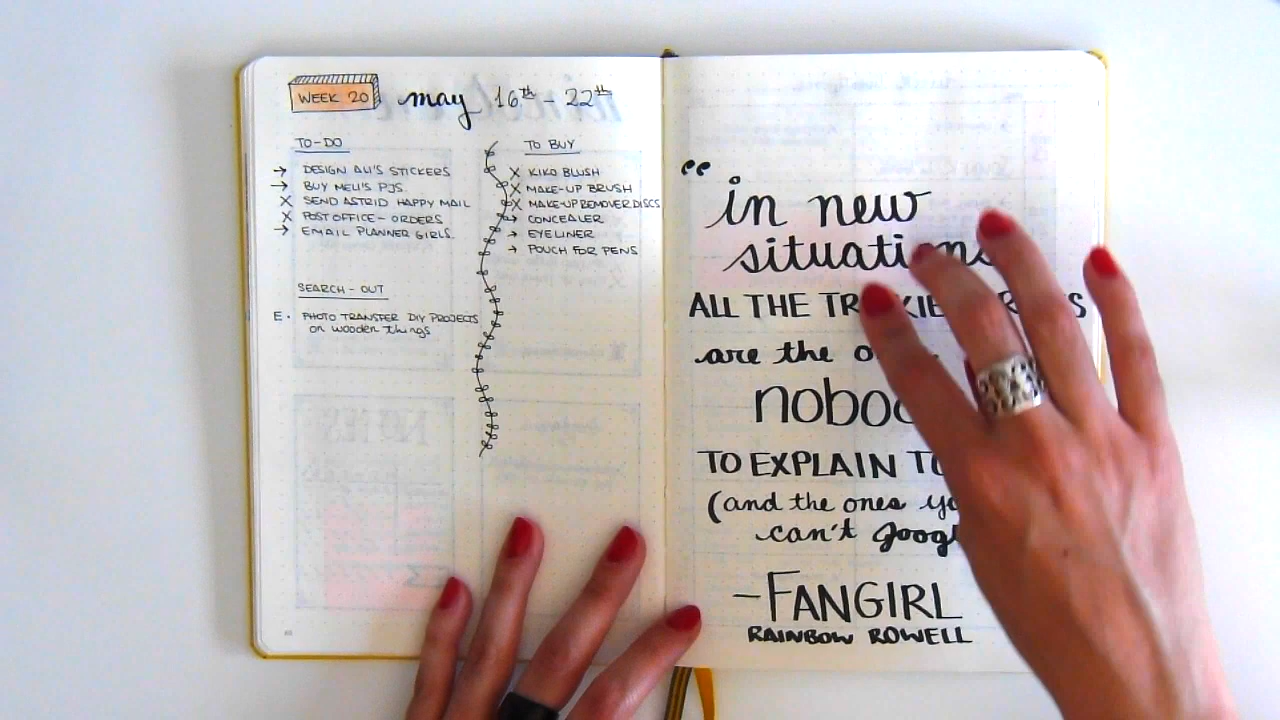 WEEK 20 may 16th - 22th
TO-DO
→ DESIGN ALI'S STICKERS
→ BUY MELI'S PJS.
X SEND ASTRID HAPPY MAIL
X POST OFFICE - ORDERS
→ EMAIL PLANNER GIRLS.
SEARCH - OUT
E. PHOTO TRANSFER DIY PROJECTS
on wooden things
TO BUY
X KIKO BLUSH
X MAKE-UP BRUSH
X MAKE-UP REMOVER DISCS
→ CONCEALER
→ EYELINER
→ POUCH FOR PENS
"in new
situations
ALL THE
are the
TO EXPLAIN
(and the ones
can't
- FANGIRL
RAINBOW ROWELL